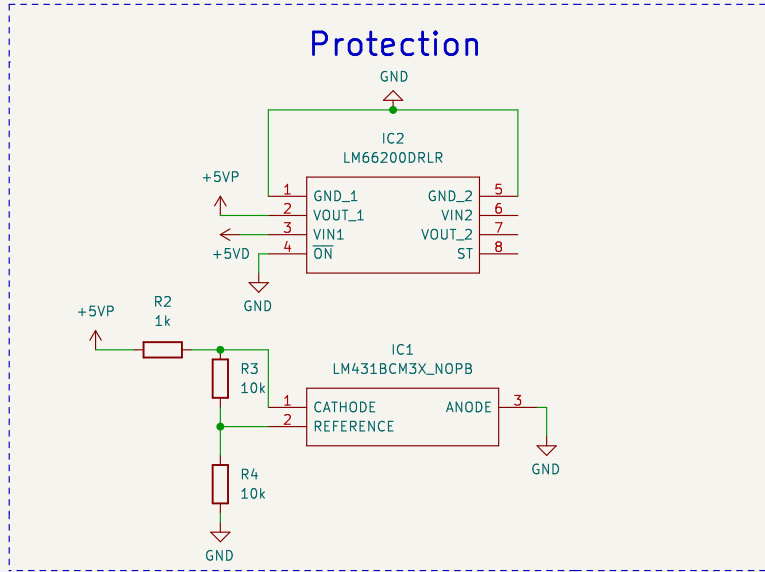 Protection
GND
IC2
LM66200DRLR
+5VP
1 GND_1 GND_2 5
2 VOUT_1 VIN2 6
3 VIN1 VOUT_2 7
+5VD
4 ON ST 8
GND
R2
+5VP
1k
IC1
R3
LM431BCM3X_NOPB
10k
1 CATHODE ANODE 3
2 REFERENCE
GND
R4
10k
GND